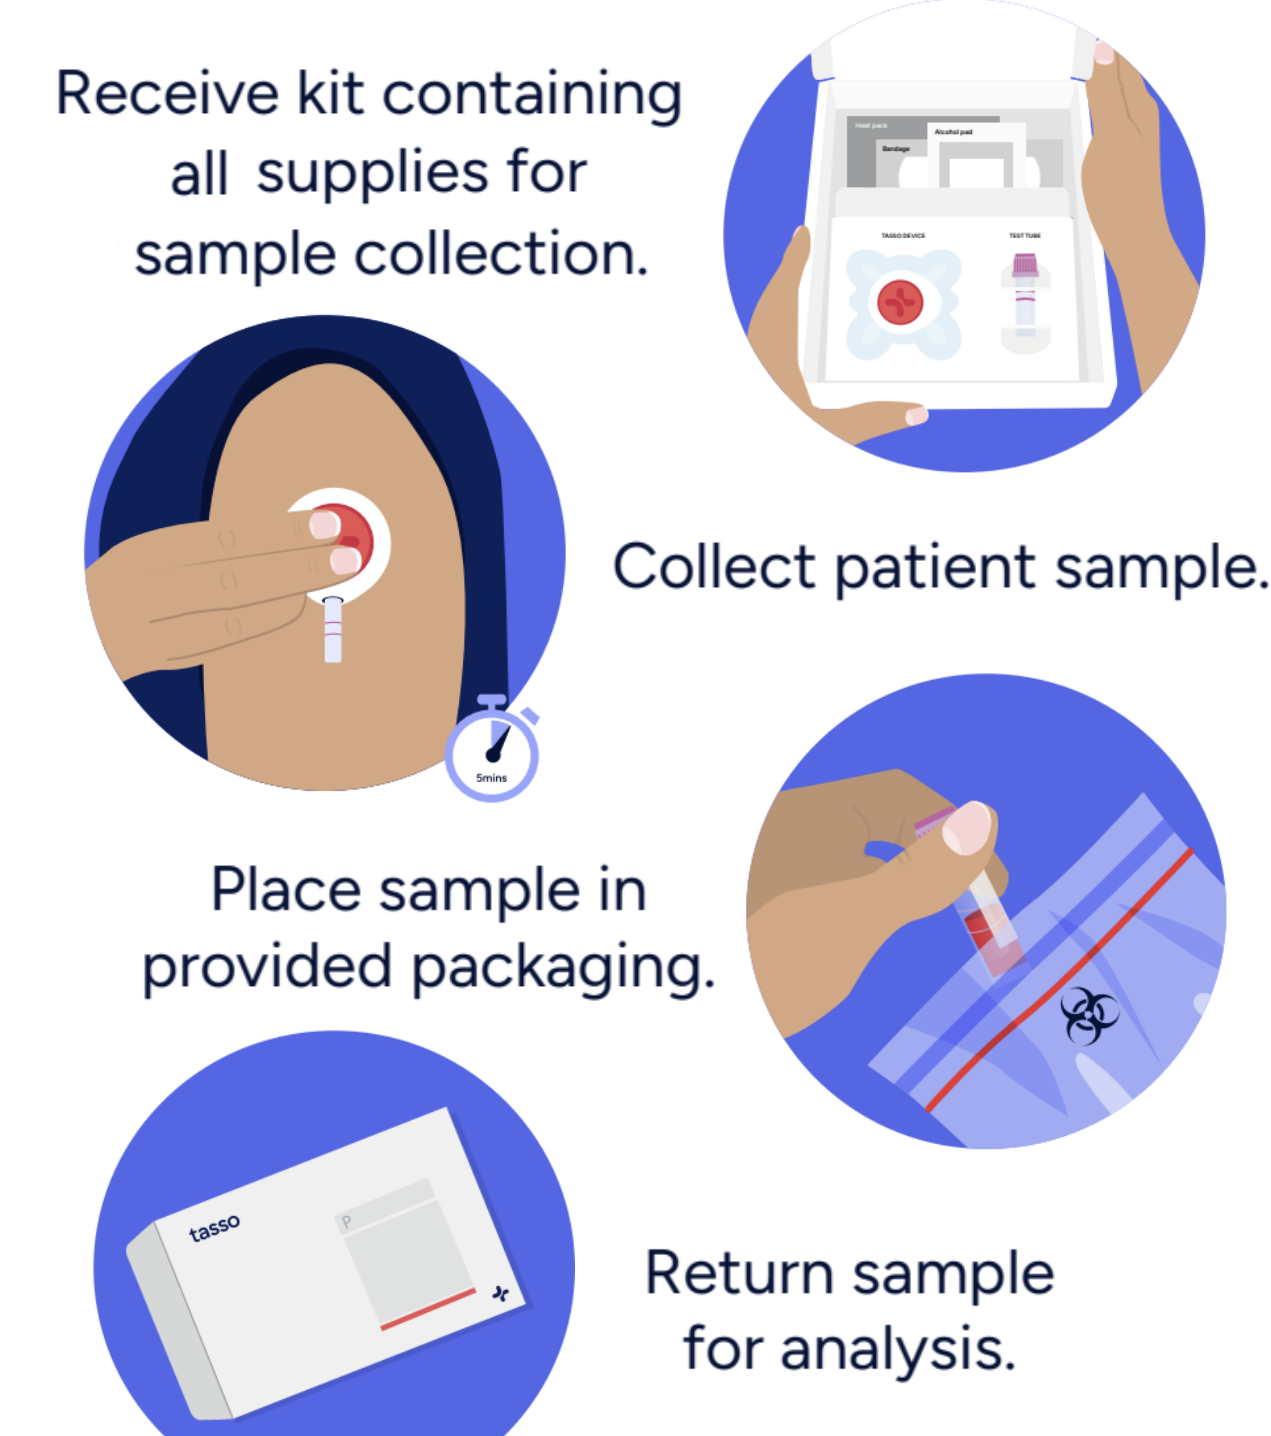 Receive kit containing
all supplies for
sample collection.
Heat pack
Alcohol pad
Bandage
TASSO DEVICE
TEST TUBE
Collect patient sample.
5mins
Place sample in
provided packaging.
tasso
P
Return sample
for analysis.